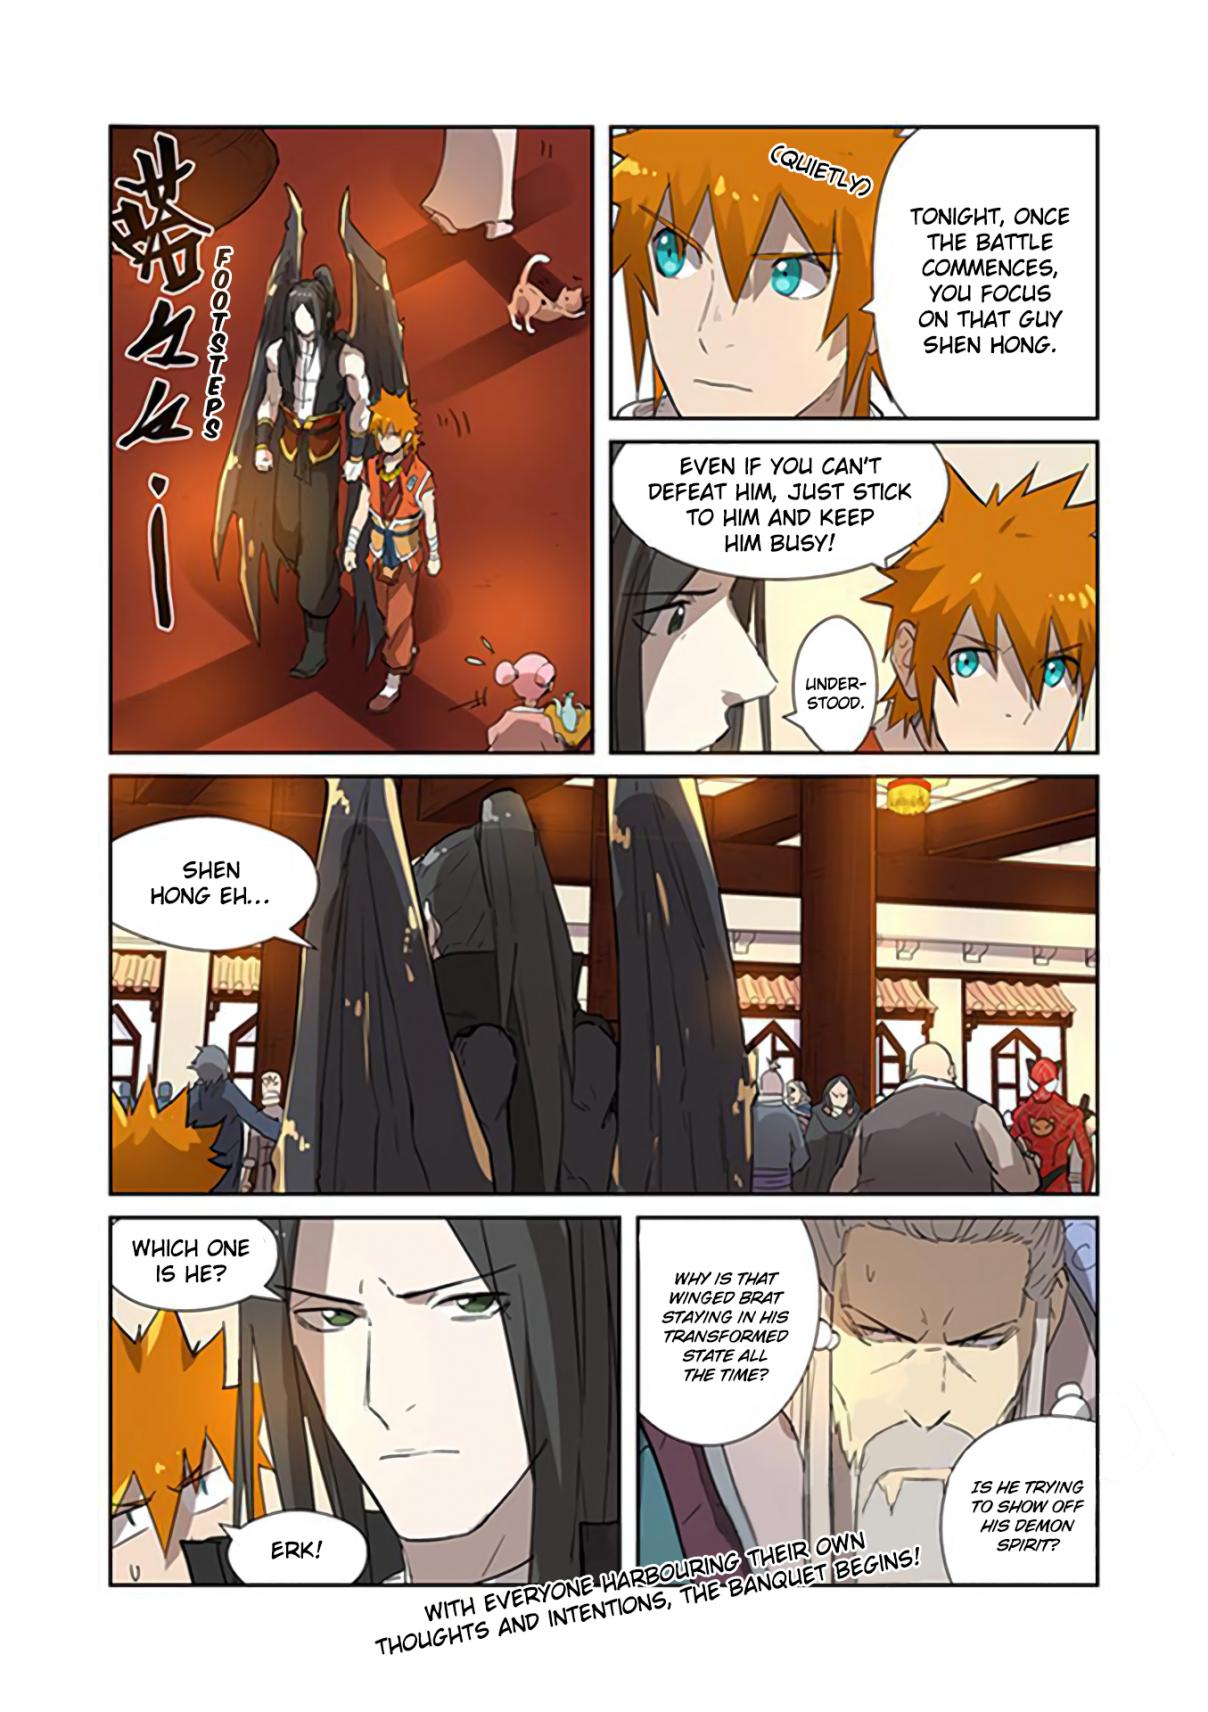 嗒
FOOTSTEPS
(QUIETLY)
TONIGHT, ONCE
THE BATTLE
COMMENCES,
YOU FOCUS
ON THAT GUY
SHEN HONG.
EVEN IF YOU CAN'T
DEFEAT HIM, JUST STICK
TO HIM AND KEEP
HIM BUSY!
UNDER-
STOOD.
SHEN
HONG EH...
WHICH ONE
IS HE?
ERK!
WHY IS THAT
WINGED BRAT
STAYING IN HIS
TRANSFORMED
STATE ALL
THE TIME?
IS HE TRYING
TO SHOW OFF
HIS DEMON
SPIRIT?
WITH EVERYONE HARBOURING THEIR OWN
THOUGHTS AND INTENTIONS, THE BANQUET BEGINS!